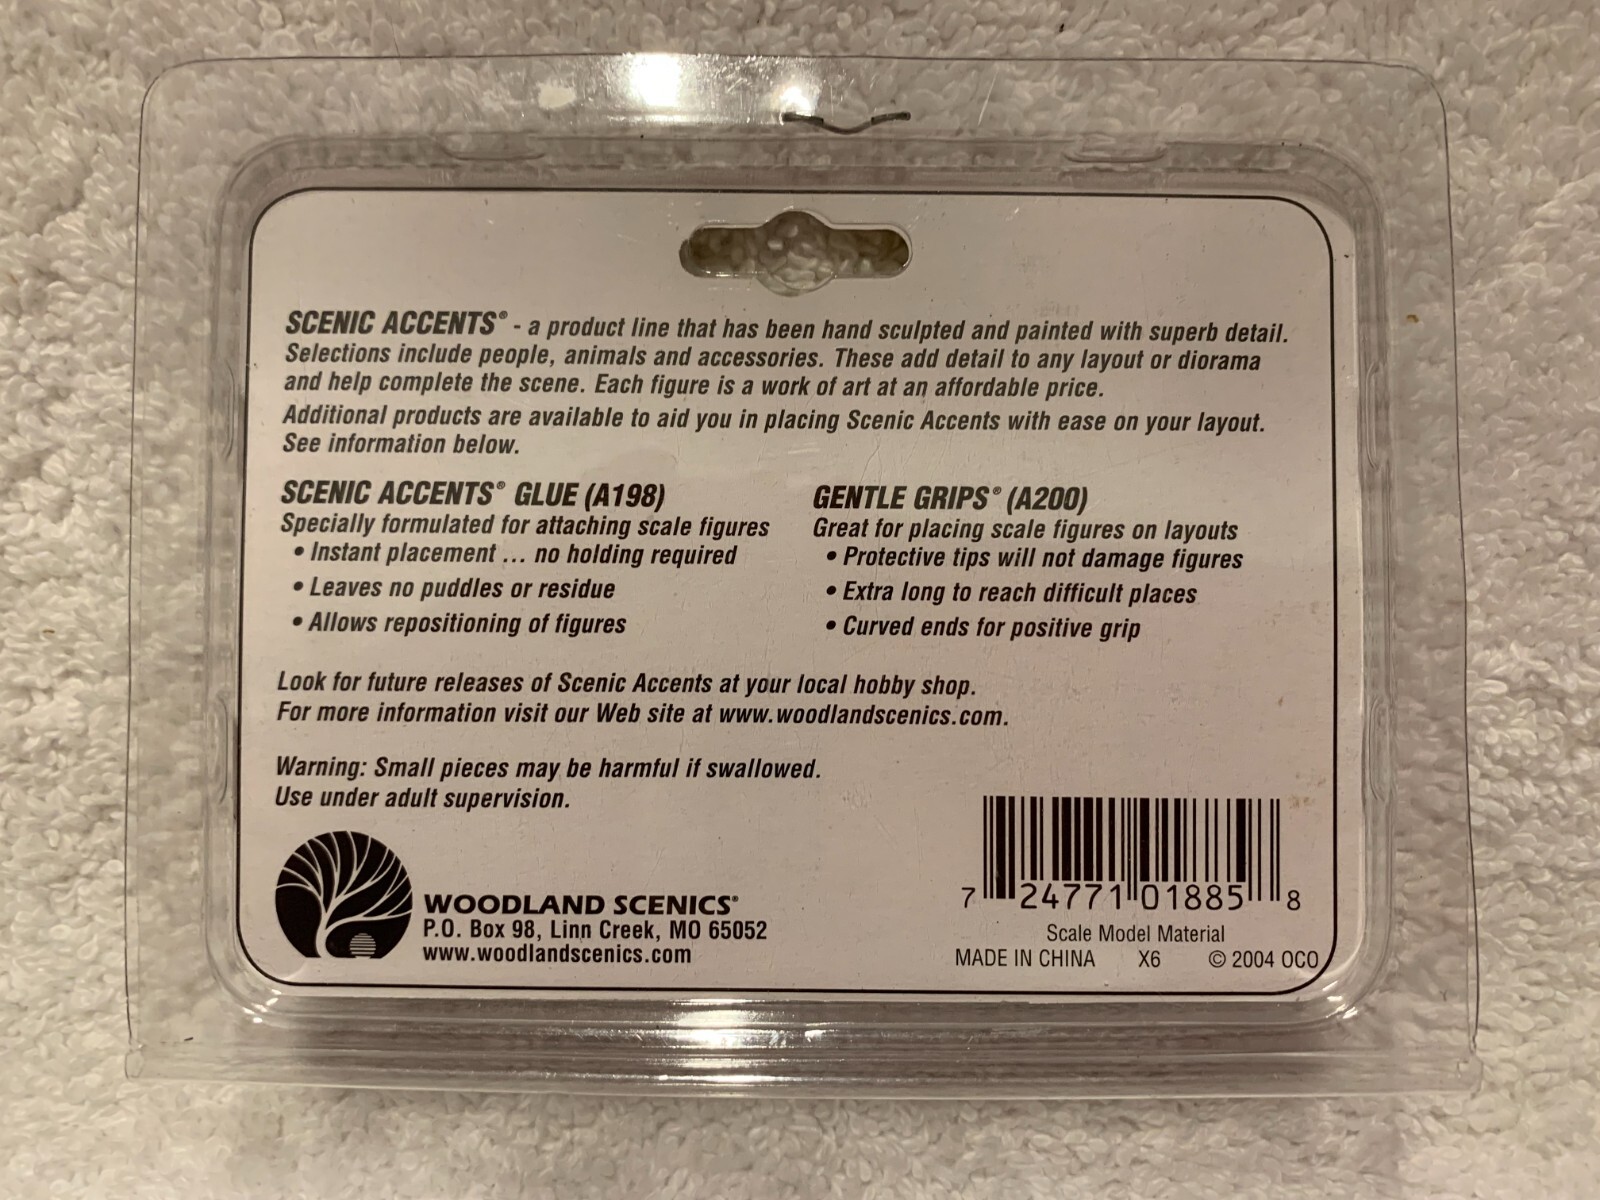 SCENIC ACCENTS® - a product line that has been hand sculpted and painted with superb detail.
Selections include people, animals and accessories. These add detail to any layout or diorama
and help complete the scene. Each figure is a work of art at an affordable price.
Additional products are available to aid you in placing Scenic Accents with ease on your layout.
See information below.
SCENIC ACCENTS® GLUE (A198)
Specially formulated for attaching scale figures
• Instant placement ... no holding required
• Leaves no puddles or residue
• Allows repositioning of figures
GENTLE GRIPS® (A200)
Great for placing scale figures on layouts
• Protective tips will not damage figures
• Extra long to reach difficult places
• Curved ends for positive grip
Look for future releases of Scenic Accents at your local hobby shop.
For more information visit our Web site at www.woodlandscenics.com.
Warning: Small pieces may be harmful if swallowed.
Use under adult supervision.
WOODLAND SCENICS®
P.O. Box 98, Linn Creek, MO 65052
www.woodlandscenics.com
7 24771 01885 8
Scale Model Material
MADE IN CHINA X6 © 2004 OCO